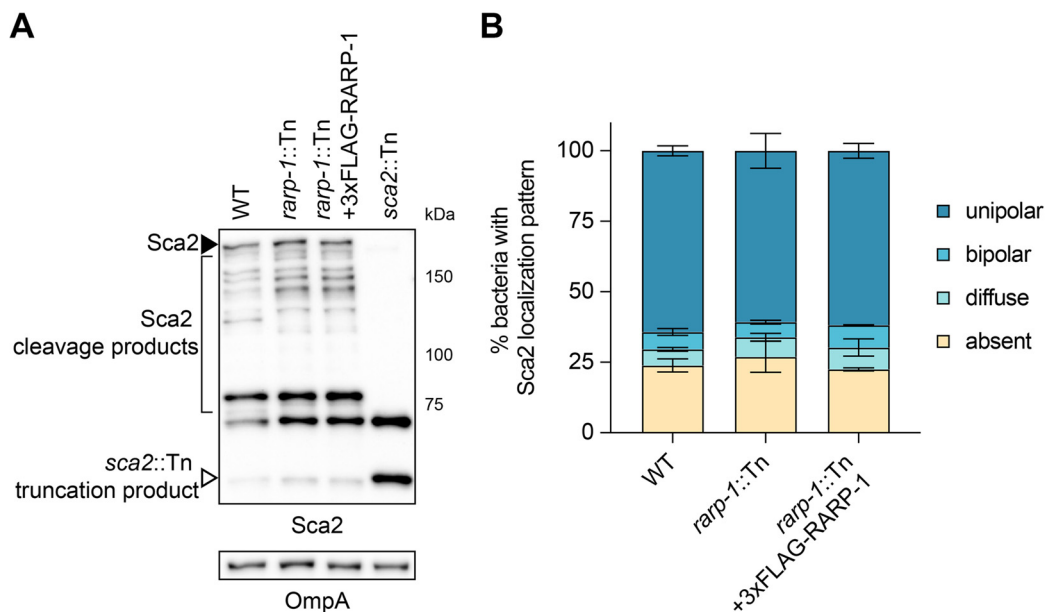 A
WT
rarp-1::Tn
rarp-1::Tn
+3xFLAG-RARP-1
sca2::Tn
kDa
Sca2
150
Sca2
cleavage products
100
75
sca2::Tn
truncation product
Sca2
OmpA
B
% bacteria with
Sca2 localization pattern
100
75
50
25
0
WT
rarp-1::Tn
rarp-1::Tn
+3xFLAG-RARP-1
unipolar
bipolar
diffuse
absent